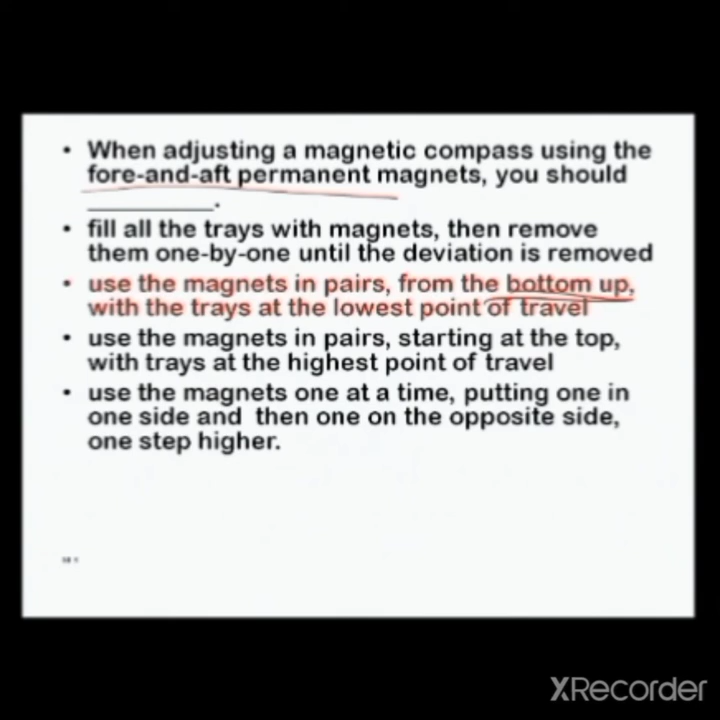 • When adjusting a magnetic compass using the
fore-and-aft permanent magnets, you should
__________.
• fill all the trays with magnets, then remove
them one-by-one until the deviation is removed
• use the magnets in pairs, from the bottom up,
with the trays at the lowest point of travel
• use the magnets in pairs, starting at the top,
with trays at the highest point of travel
• use the magnets one at a time, putting one in
one side and then one on the opposite side,
one step higher.
XRecorder